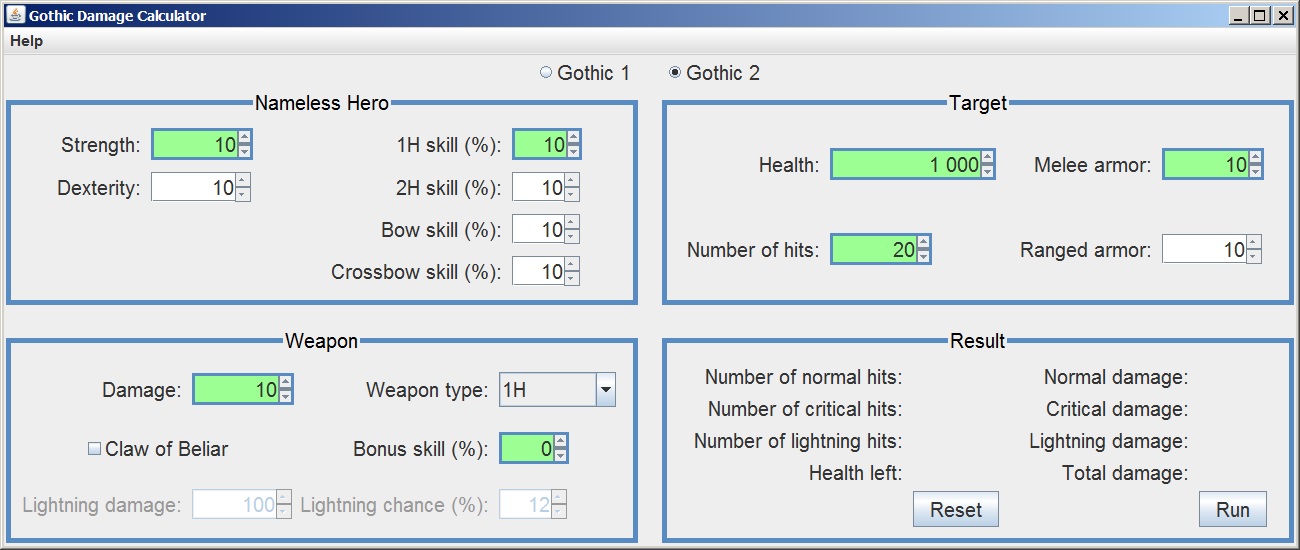 Gothic Damage Calculator
Help
Gothic 1 Gothic 2
Nameless Hero
Strength: 10 1H skill (%): 10
Dexterity: 10 2H skill (%): 10
Bow skill (%): 10
Crossbow skill (%): 10
Target
Health: 1 000 Melee armor: 10
Number of hits: 20 Ranged armor: 10
Weapon
Damage: 10 Weapon type: 1H
Claw of Beliar Bonus skill (%): 0
Lightning damage: 100 Lightning chance (%): 12
Result
Number of normal hits: Normal damage:
Number of critical hits: Critical damage:
Number of lightning hits: Lightning damage:
Health left: Total damage:
Reset Run